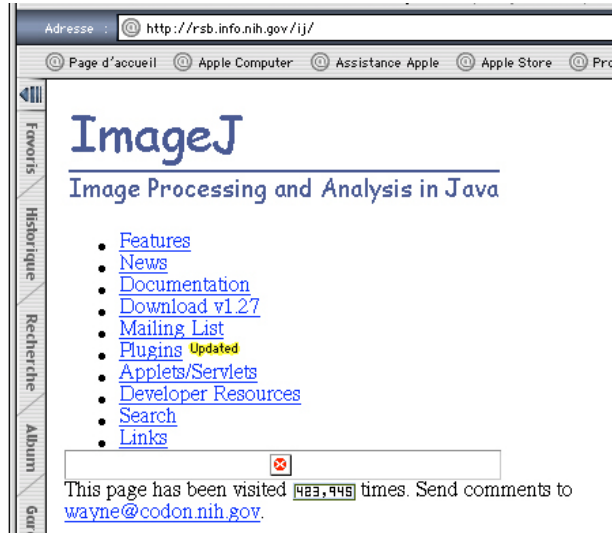 Adresse : http://rsb.info.nih.gov/ij/
Page d'accueil Apple Computer Assistance Apple Apple Store
Favoris
Historique
Recherche
Album
ImageJ
Image Processing and Analysis in Java
Features
News
Documentation
Download v1.27
Mailing List
Plugins Updated
Applets/Servlets
Developer Resources
Search
Links
This page has been visited 423,945 times. Send comments to
wayne@codon.nih.gov.